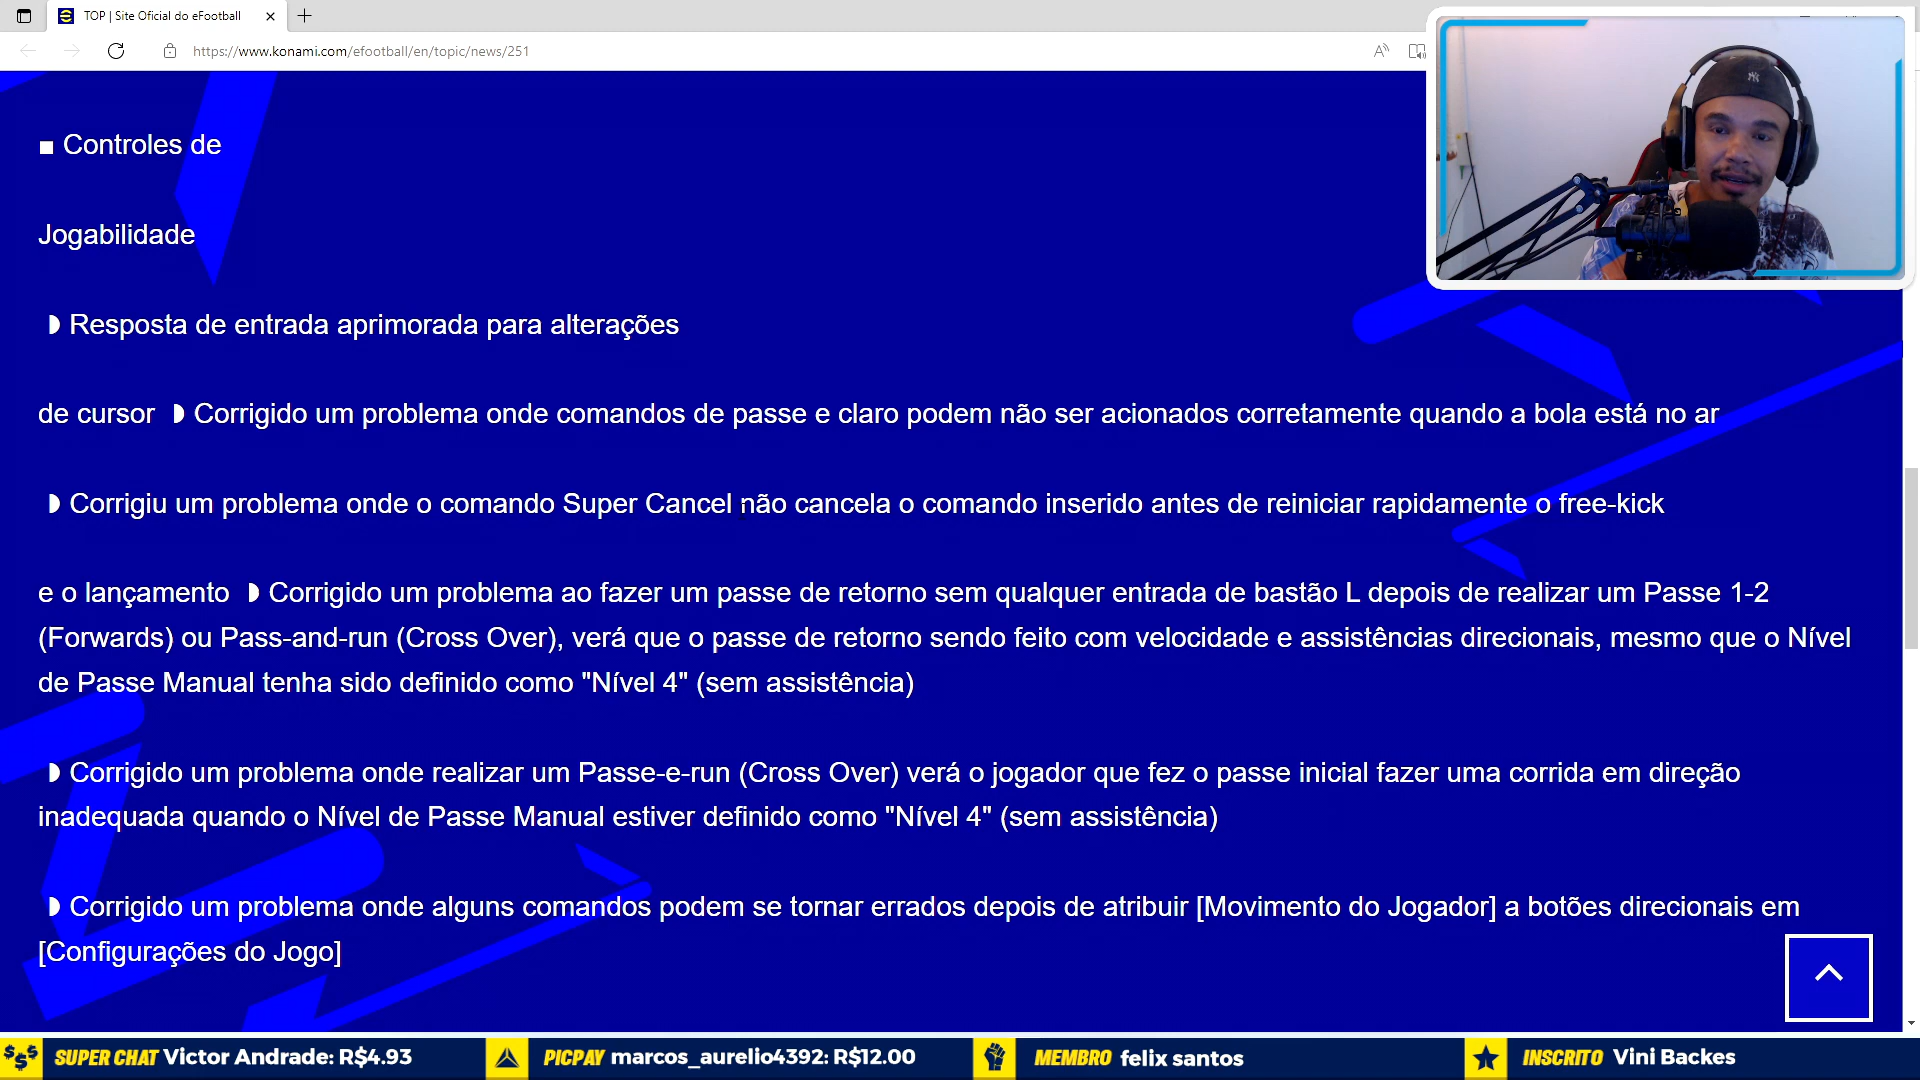 TOP | Site Oficial do eFootball
https://www.konami.com/efootball/en/topic/news/251
■ Controles de
Jogabilidade
◗ Resposta de entrada aprimorada para alterações
de cursor ◗ Corrigido um problema onde comandos de passe e claro podem não ser acionados corretamente quando a bola está no ar
◗ Corrigiu um problema onde o comando Super Cancel não cancela o comando inserido antes de reiniciar rapidamente o free-kick
e o lançamento ◗ Corrigido um problema ao fazer um passe de retorno sem qualquer entrada de bastão L depois de realizar um Passe 1-2
(Forwards) ou Pass-and-run (Cross Over), verá que o passe de retorno sendo feito com velocidade e assistências direcionais, mesmo que o Nível
de Passe Manual tenha sido definido como "Nível 4" (sem assistência)
◗ Corrigido um problema onde realizar um Passe-e-run (Cross Over) verá o jogador que fez o passe inicial fazer uma corrida em direção
inadequada quando o Nível de Passe Manual estiver definido como "Nível 4" (sem assistência)
◗ Corrigido um problema onde alguns comandos podem se tornar errados depois de atribuir [Movimento do Jogador] a botões direcionais em
[Configurações do Jogo]
$$$ SUPER CHAT Victor Andrade: R$4.93 PICPAY marcos_aurelio4392: R$12.00 MEMBRO felix santos INSCRITO Vini Backes